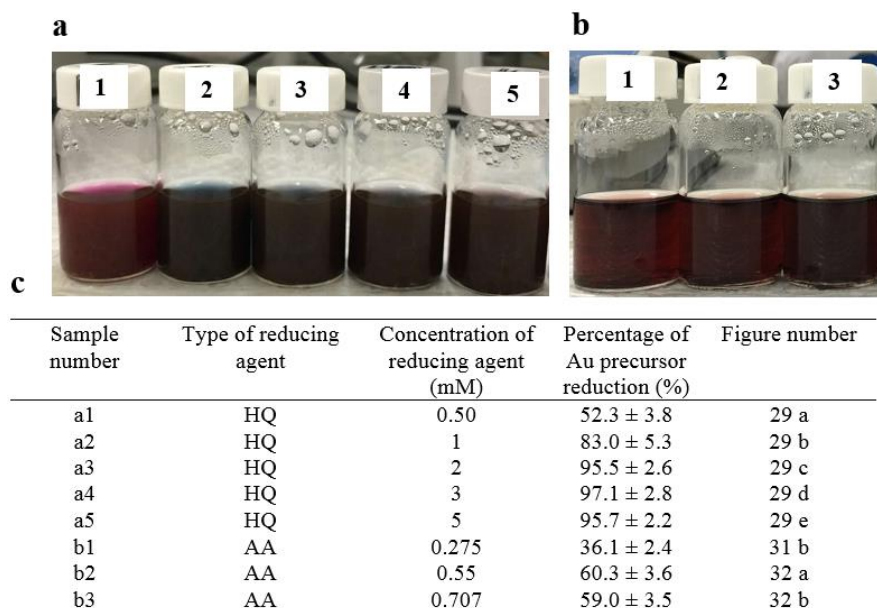 a
b
1 2 3 4 5
1 2 3
c
Sample number Type of reducing agent Concentration of reducing agent (mM) Percentage of Au precursor reduction (%) Figure number
a1 HQ 0.50 52.3 ± 3.8 29 a
a2 HQ 1 83.0 ± 5.3 29 b
a3 HQ 2 95.5 ± 2.6 29 c
a4 HQ 3 97.1 ± 2.8 29 d
a5 HQ 5 95.7 ± 2.2 29 e
b1 AA 0.275 36.1 ± 2.4 31 b
b2 AA 0.55 60.3 ± 3.6 32 a
b3 AA 0.707 59.0 ± 3.5 32 b